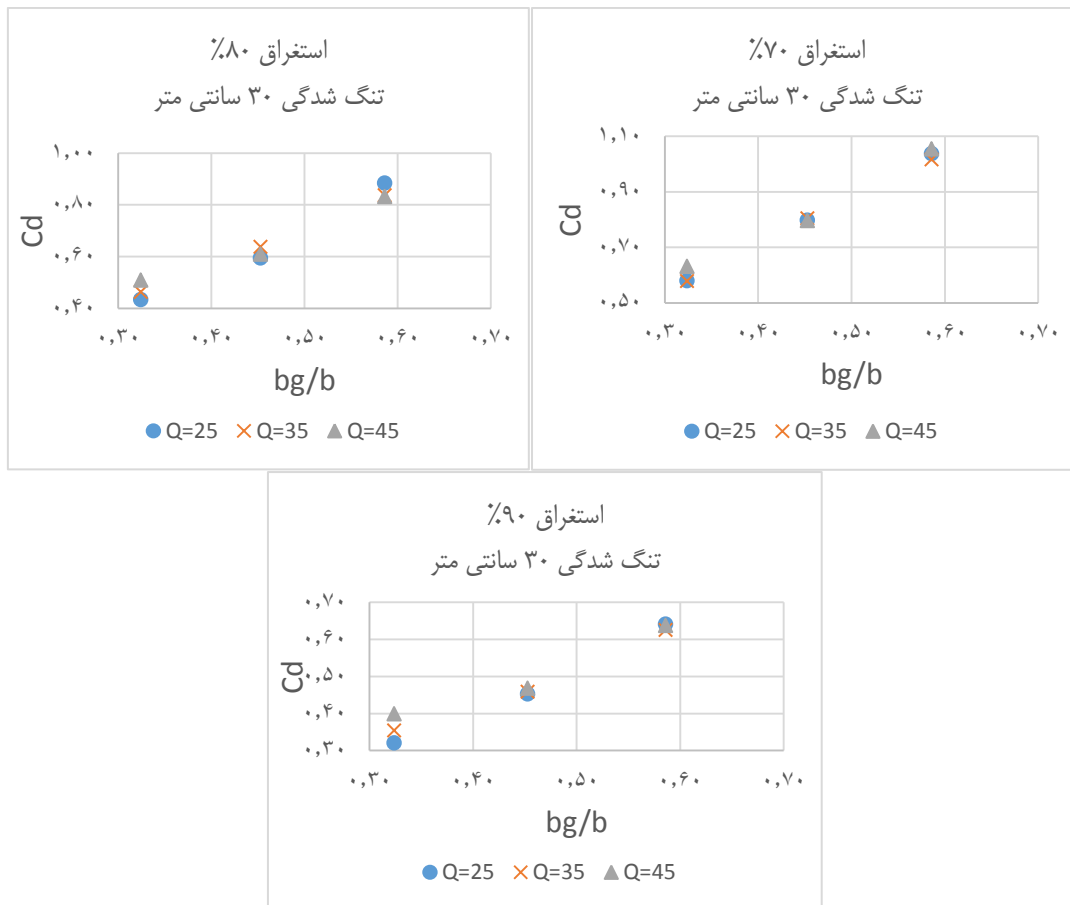 استغراق ۸۰٪
تنگ شدگی ۳۰ سانتی متر
۱,۰۰
۰,۸۰
۰,۶۰
۰,۴۰
Cd
۰,۳۰ ۰,۴۰ ۰,۵۰ ۰,۶۰ ۰,۷۰
bg/b
Q=25 Q=35 Q=45
استغراق ۷۰٪
تنگ شدگی ۳۰ سانتی متر
۱,۱۰
۰,۹۰
۰,۷۰
۰,۵۰
Cd
۰,۳۰ ۰,۴۰ ۰,۵۰ ۰,۶۰ ۰,۷۰
bg/b
Q=25 Q=35 Q=45
استغراق ۹۰٪
تنگ شدگی ۳۰ سانتی متر
۰,۷۰
۰,۶۰
۰,۵۰
۰,۴۰
۰,۳۰
Cd
۰,۳۰ ۰,۴۰ ۰,۵۰ ۰,۶۰ ۰,۷۰
bg/b
Q=25 Q=35 Q=45